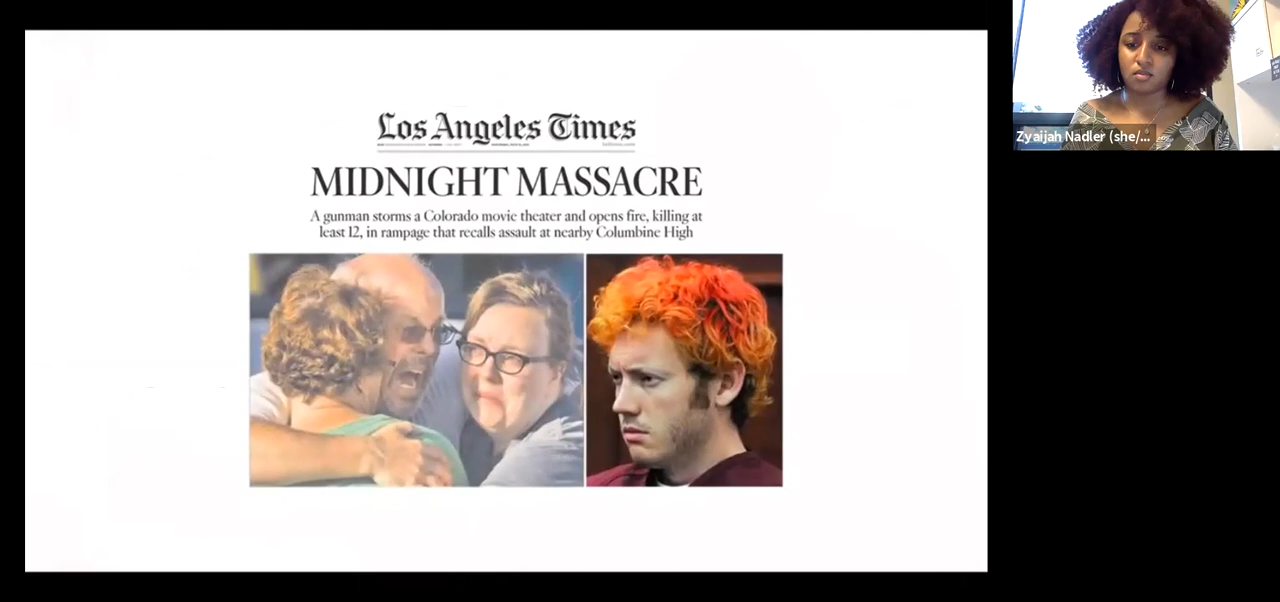 Los Angeles Times
MIDNIGHT MASSACRE
A gunman storms a Colorado movie theater and opens fire, killing at
least 12, in rampage that recalls assault at nearby Columbine High
Zyaijah Nadler (she/...